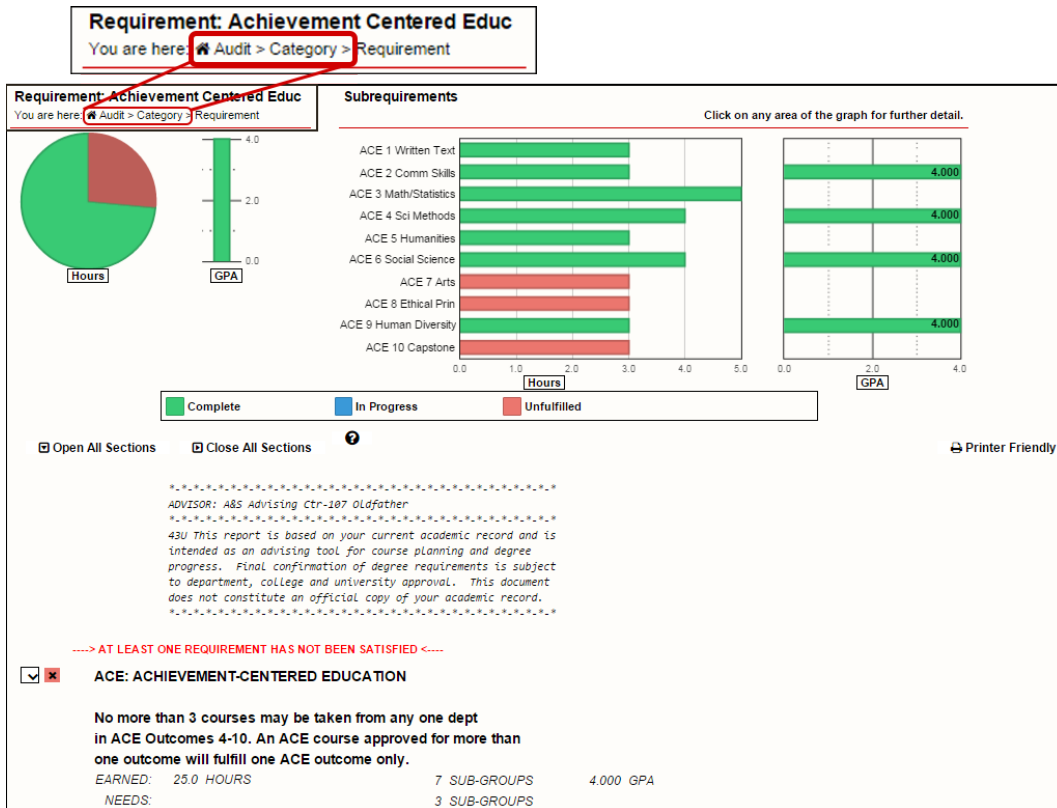 Requirement: Achievement Centered Educ
You are here: Audit > Category > Requirement
Requirement: Achievement Centered Educ
You are here: Audit > Category > Requirement
4.0
2.0
0.0
Hours
GPA
Subrequirements
Click on any area of the graph for further detail.
ACE 1 Written Text
ACE 2 Comm Skills
4.000
ACE 3 Math/Statistics
ACE 4 Sci Methods
4.000
ACE 5 Humanities
ACE 6 Social Science
4.000
ACE 7 Arts
ACE 8 Ethical Prin
ACE 9 Human Diversity
4.000
ACE 10 Capstone
0.0 1.0 2.0 3.0 4.0 5.0
Hours
0.0 2.0 4.0
GPA
Complete In Progress Unfulfilled
Open All Sections Close All Sections ? Printer Friendly
*-*-*-*-*-*-*-*-*-*-*-*-*-*-*-*-*-*-*-*-*-*-*-*-*-*-*-*-*-*-*-*
ADVISOR: A&S Advising Ctr-107 Oldfather
*-*-*-*-*-*-*-*-*-*-*-*-*-*-*-*-*-*-*-*-*-*-*-*-*-*-*-*-*-*-*-*
43U This report is based on your current academic record and is
intended as an advising tool for course planning and degree
progress. Final confirmation of degree requirements is subject
to department, college and university approval. This document
does not constitute an official copy of your academic record.
*-*-*-*-*-*-*-*-*-*-*-*-*-*-*-*-*-*-*-*-*-*-*-*-*-*-*-*-*-*-*-*
----> AT LEAST ONE REQUIREMENT HAS NOT BEEN SATISFIED <----
ACE: ACHIEVEMENT-CENTERED EDUCATION
No more than 3 courses may be taken from any one dept
in ACE Outcomes 4-10. An ACE course approved for more than
one outcome will fulfill one ACE outcome only.
EARNED: 25.0 HOURS 7 SUB-GROUPS 4.000 GPA
NEEDS: 3 SUB-GROUPS